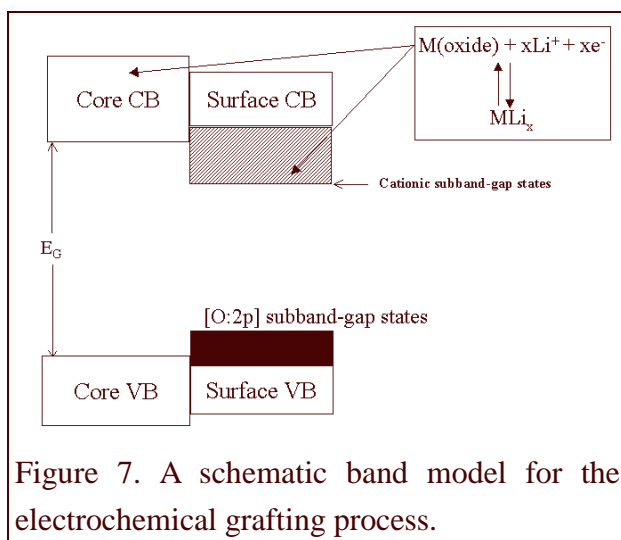 M(oxide) + xLi⁺ + xe⁻
MLiₓ
Core CB
Surface CB
Cationic subband-gap states
E_G
[O:2p] subband-gap states
Core VB
Surface VB
Figure 7. A schematic band model for the
electrochemical grafting process.